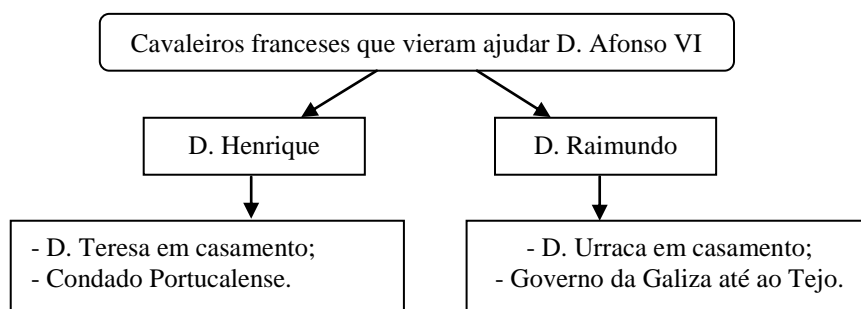 Cavaleiros franceses que vieram ajudar D. Afonso VI
D. Henrique
D. Raimundo
- D. Teresa em casamento;
- Condado Portucalense.
- D. Urraca em casamento;
- Governo da Galiza até ao Tejo.